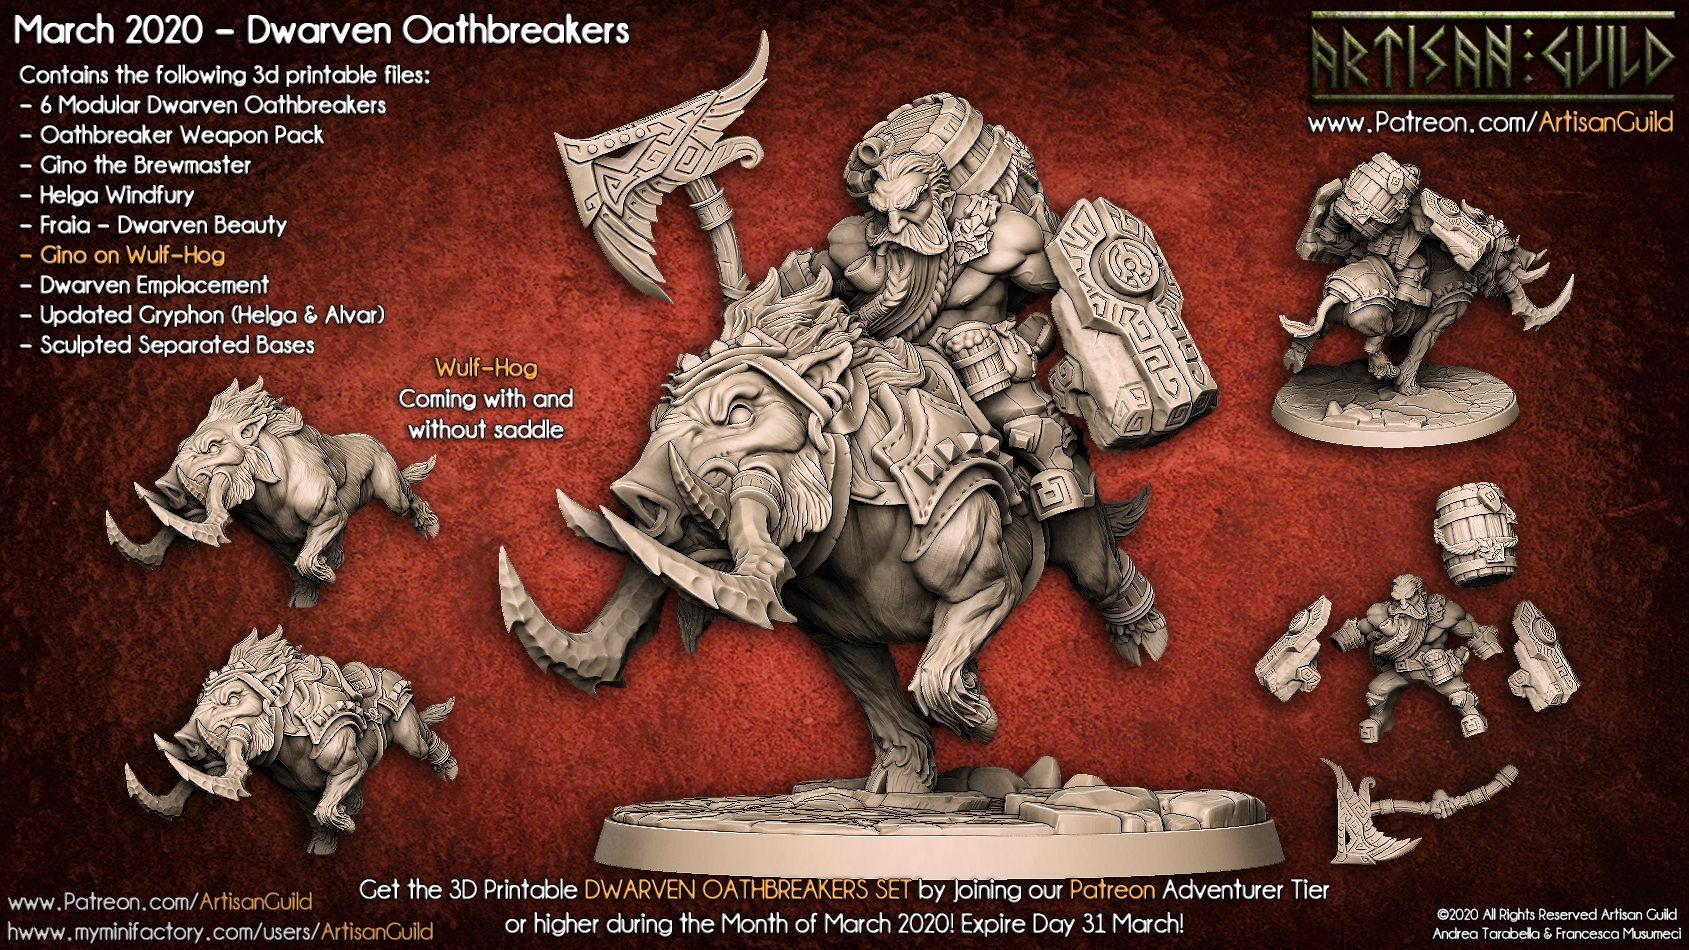 March 2020 - Dwarven Oathbreakers
Contains the following 3d printable files:
- 6 Modular Dwarven Oathbreakers
- Oathbreaker Weapon Pack
- Gino the Brewmaster
- Helga Windfury
- Fraia - Dwarven Beauty
- Gino on Wulf-Hog
- Dwarven Emplacement
- Updated Gryphon (Helga & Alvar)
- Sculpted Separated Bases
ARTISAN:GUILD
www.Patreon.com/ArtisanGuild
Wulf-Hog
Coming with and
without saddle
Get the 3D Printable DWARVEN OATHBREAKERS SET by joining our Patreon Adventurer Tier
or higher during the Month of March 2020! Expire Day 31 March!
www.Patreon.com/ArtisanGuild
hwww.myminifactory.com/users/ArtisanGuild
©2020 All Rights Reserved Artisan Guild
Andrea Tarabella & Francesca Musumeci